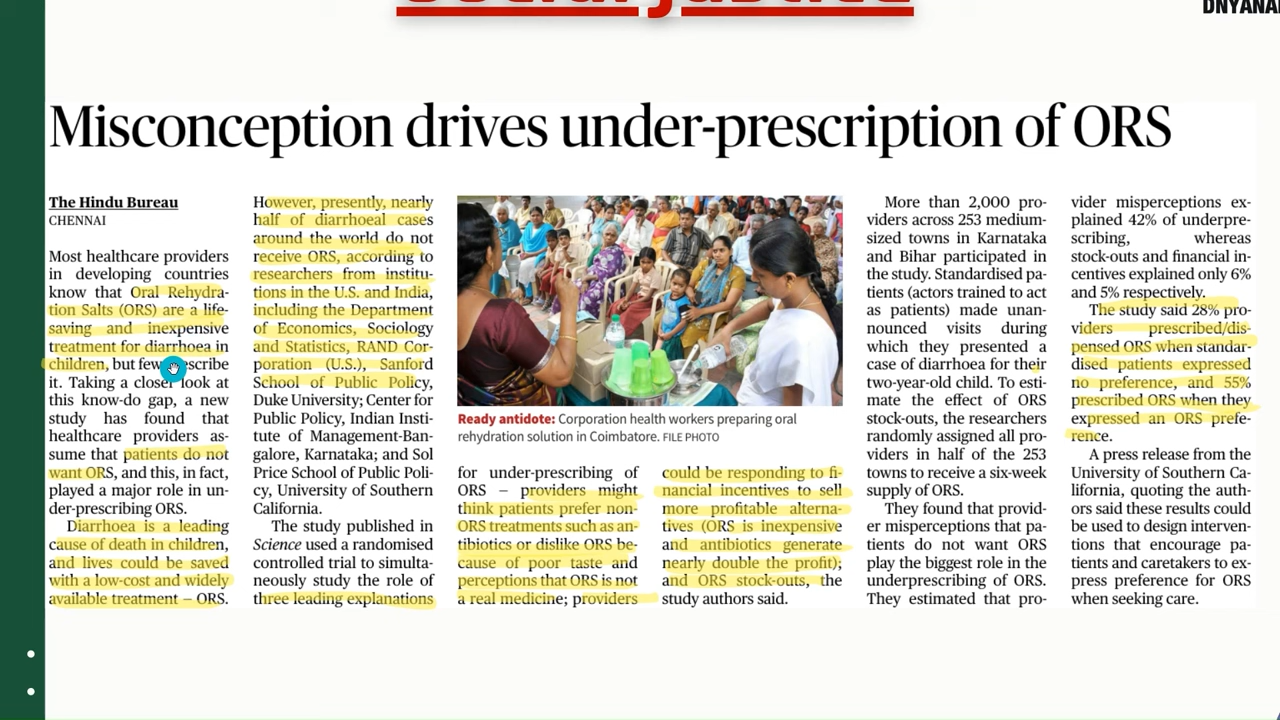 Social Justice
Misconception drives under-prescription of ORS
The Hindu Bureau
CHENNAI
Most healthcare providers
in developing countries
know that Oral Rehydra-
tion Salts (ORS) are a life-
saving and inexpensive
treatment for diarrhoea in
children, but few
it. Taking a closer look at
this know-do gap, a new
study has found that
healthcare providers as-
sume that patients do not
want ORS, and this, in fact,
played a major role in un-
der-prescribing ORS.
Diarrhoea is a leading
cause of death in children,
and lives could be saved
with a low-cost and widely
available treatment – ORS.
However, presently, nearly
half of diarrhoeal cases
around the world do not
receive ORS, according to
researchers from institu-
tions in the U.S. and India,
including the Department
of Economics, Sociology
and Statistics, RAND Cor-
poration (U.S.), Sanford
School of Public Policy,
Duke University; Center for
Public Policy, Indian Insti-
tute of Management-Ban-
galore, Karnataka; and Sol
Price School of Public Poli-
cy, University of Southern
California.
The study published in
Science used a randomised
controlled trial to simulta-
neously study the role of
three leading explanations
Ready antidote: Corporation health workers preparing oral
rehydration solution in Coimbatore. FILE PHOTO
for under-prescribing of
ORS – providers might
think patients prefer non-
ORS treatments such as an-
tibiotics or dislike ORS be-
cause of poor taste and
perceptions that ORS is not
a real medicine; providers
could be responding to fi-
nancial incentives to sell
more profitable alterna-
tives (ORS is inexpensive
and antibiotics generate
nearly double the profit);
and ORS stock-outs, the
study authors said.
More than 2,000 pro-
viders across 253 medium-
sized towns in Karnataka
and Bihar participated in
the study. Standardised pa-
tients (actors trained to act
as patients) made unan-
nounced visits during
which they presented a
case of diarrhoea for their
two-year-old child. To esti-
mate the effect of ORS
stock-outs, the researchers
randomly assigned all pro-
viders in half of the 253
towns to receive a six-week
supply of ORS.
They found that provid-
er misperceptions that pa-
tients do not want ORS
play the biggest role in the
underprescribing of ORS.
They estimated that pro-
vider misperceptions ex-
plained 42% of underpre-
scribing, whereas
stock-outs and financial in-
centives explained only 6%
and 5% respectively.
The study said 28% pro-
viders prescribed/dis-
pensed ORS when standar-
dised patients expressed
no preference, and 55%
prescribed ORS when they
expressed an ORS prefe-
rence.
A press release from the
University of Southern Ca-
lifornia, quoting the auth-
ors said these results could
be used to design interven-
tions that encourage pa-
tients and caretakers to ex-
press preference for ORS
when seeking care.